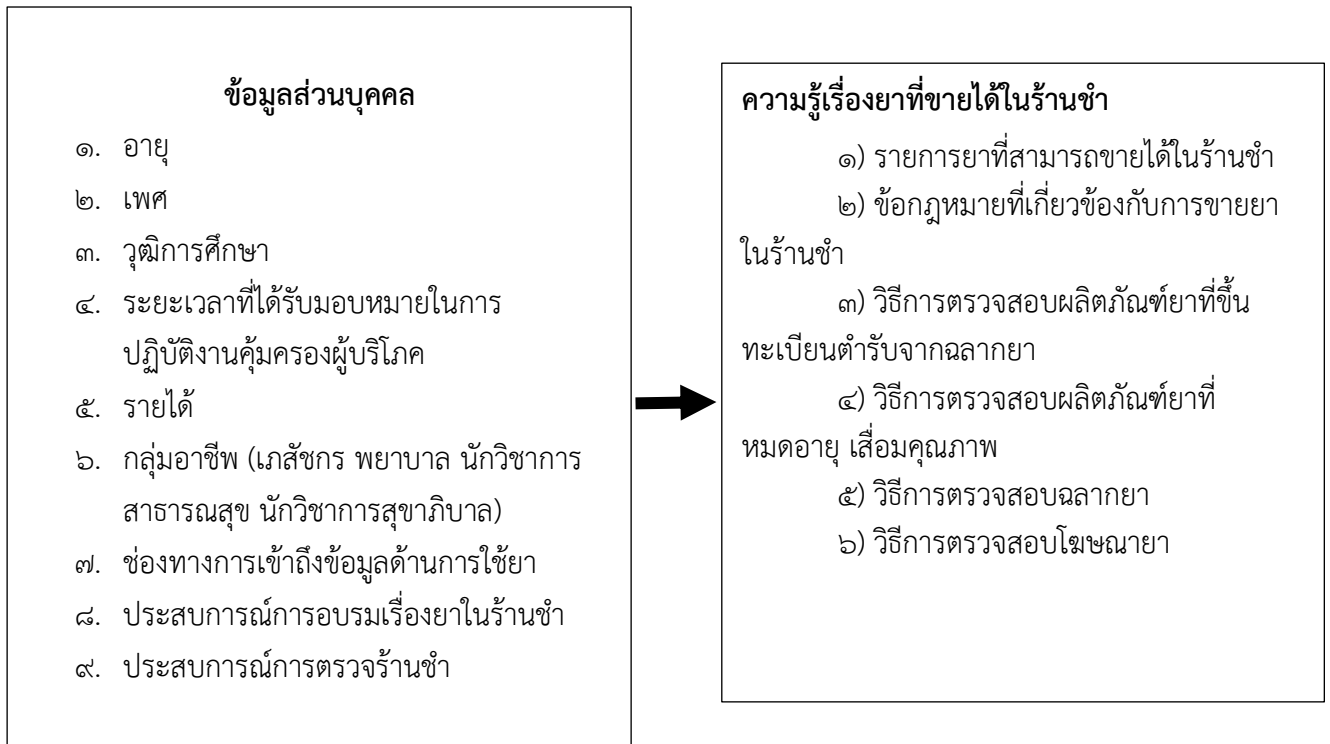 ข้อมูลส่วนบุคคล
๑. อายุ
๒. เพศ
๓. วุฒิการศึกษา
๔. ระยะเวลาที่ได้รับมอบหมายในการ
ปฏิบัติงานคุ้มครองผู้บริโภค
๕. รายได้
๖. กลุ่มอาชีพ (เภสัชกร พยาบาล นักวิชาการ
สาธารณสุข นักวิชาการสุขาภิบาล)
๗. ช่องทางการเข้าถึงข้อมูลด้านการใช้ยา
๘. ประสบการณ์การอบรมเรื่องยาในร้านชำ
๙. ประสบการณ์การตรวจร้านชำ
ความรู้เรื่องยาที่ขายได้ในร้านชำ
๑) รายการยาที่สามารถขายได้ในร้านชำ
๒) ข้อกฎหมายที่เกี่ยวข้องกับการขายยา
ในร้านชำ
๓) วิธีการตรวจสอบผลิตภัณฑ์ยาที่ขึ้น
ทะเบียนตำรับจากฉลากยา
๔) วิธีการตรวจสอบผลิตภัณฑ์ยาที่
หมดอายุ เสื่อมคุณภาพ
๕) วิธีการตรวจสอบฉลากยา
๖) วิธีการตรวจสอบโฆษณายา